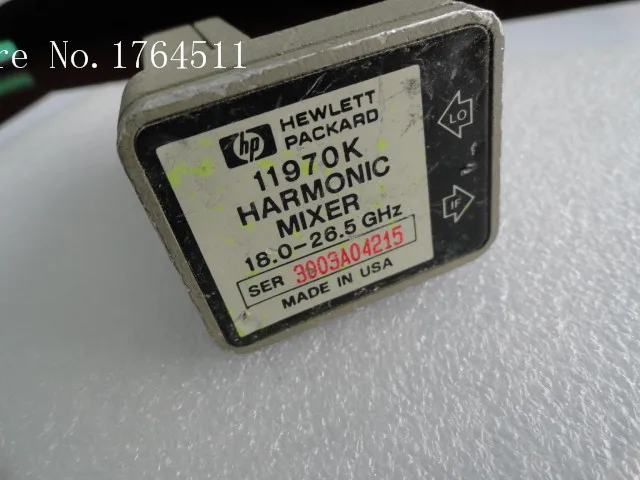 re No. 1764511
hp HEWLETT
PACKARD
11970K
HARMONIC
MIXER
18.0-26.5 GHz
SER 3003A04215
MADE IN USA
LO
IF